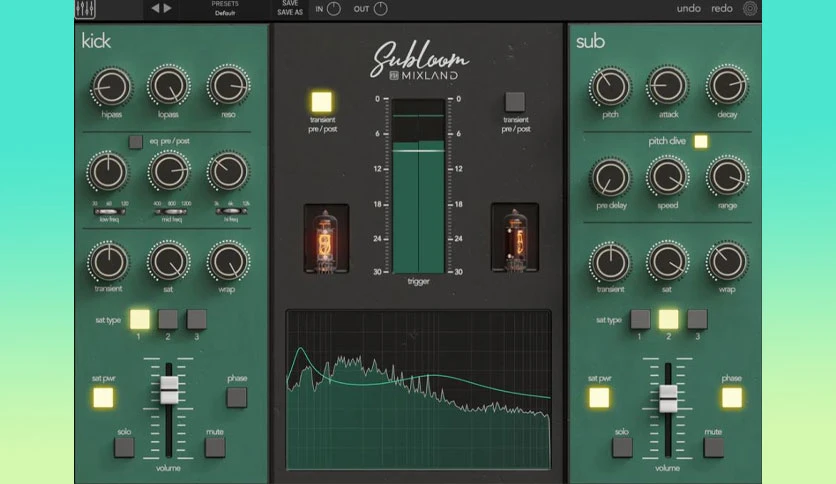 PRESETS
Default
SAVE
SAVE AS
IN
OUT
undo redo
kick
hipass lopass reso
eq pre/post
30 60 120
400 800 1200
3k 6k 12k
low freq mid freq hi freq
transient sat wrap
sat type
1 2 3
sat pwr
phase
solo
mute
volume
Subloom
MIXLAND
transient
pre/post
transient
pre/post
0 0
6 6
12 12
18 18
24 24
30 30
trigger
sub
pitch attack decay
pitch dive
pre delay speed range
transient sat wrap
sat type
1 2 3
sat pwr
phase
solo
mute
volume